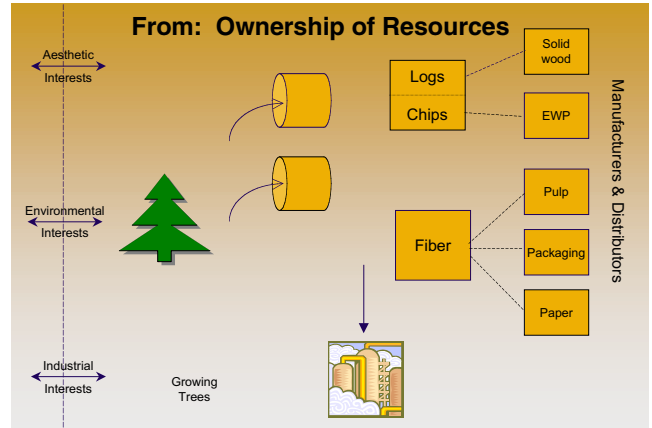 From: Ownership of Resources
Aesthetic
Interests
Environmental
Interests
Industrial
Interests
Growing
Trees
Logs
Chips
Fiber
Solid
wood
EWP
Pulp
Packaging
Paper
Manufacturers & Distributors